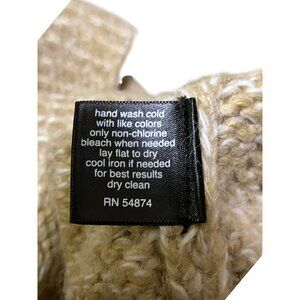 hand wash cold
with like colors
only non-chlorine
bleach when needed
lay flat to dry
cool iron if needed
for best results
dry clean
RN 54874